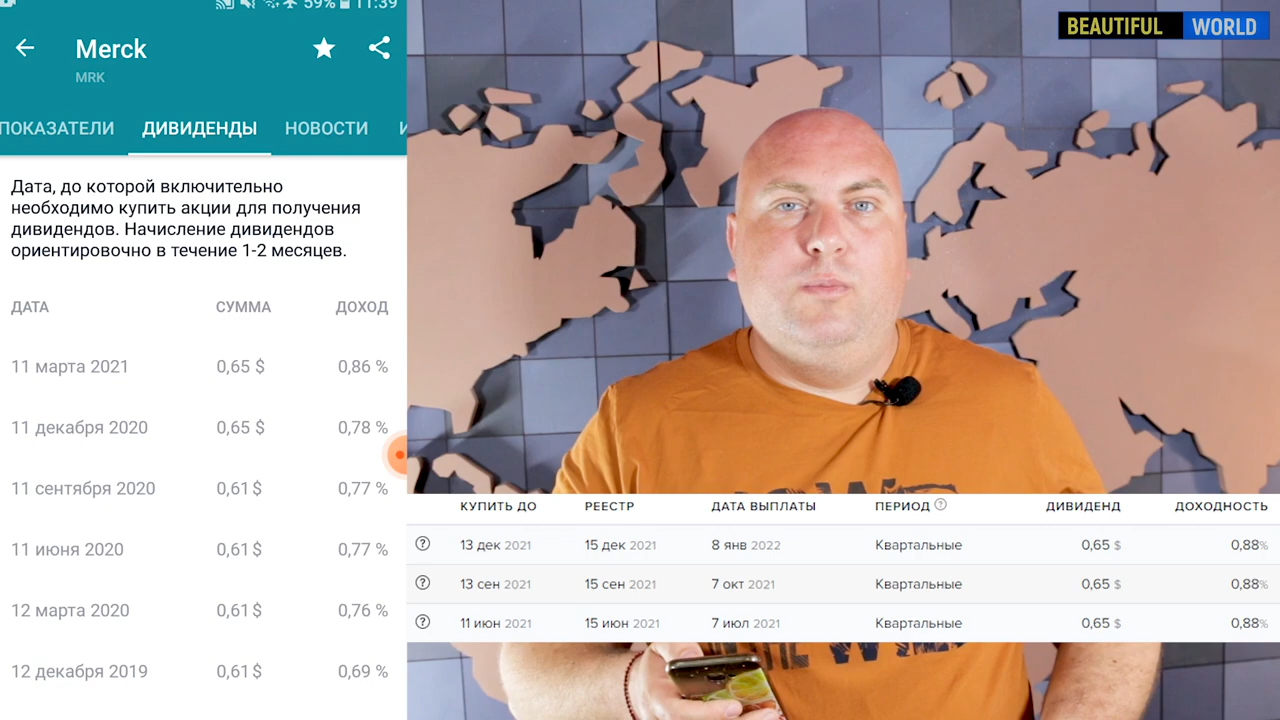 59% 11:39
Merck
MRK
ПОКАЗАТЕЛИ ДИВИДЕНДЫ НОВОСТИ
Дата, до которой включительно
необходимо купить акции для получения
дивидендов. Начисление дивидендов
ориентировочно в течение 1-2 месяцев.
ДАТА СУММА ДОХОД
11 марта 2021 0,65 $ 0,86 %
11 декабря 2020 0,65 $ 0,78 %
11 сентября 2020 0,61 $ 0,77 %
11 июня 2020 0,61 $ 0,77 %
12 марта 2020 0,61 $ 0,76 %
12 декабря 2019 0,61 $ 0,69 %
BEAUTIFUL WORLD
КУПИТЬ ДО РЕЕСТР ДАТА ВЫПЛАТЫ ПЕРИОД ? ДИВИДЕНД ДОХОДНОСТЬ
? 13 дек 2021 15 дек 2021 8 янв 2022 Квартальные 0,65 $ 0,88%
? 13 сен 2021 15 сен 2021 7 окт 2021 Квартальные 0,65 $ 0,88%
? 11 июн 2021 15 июн 2021 7 июл 2021 Квартальные 0,65 $ 0,88%